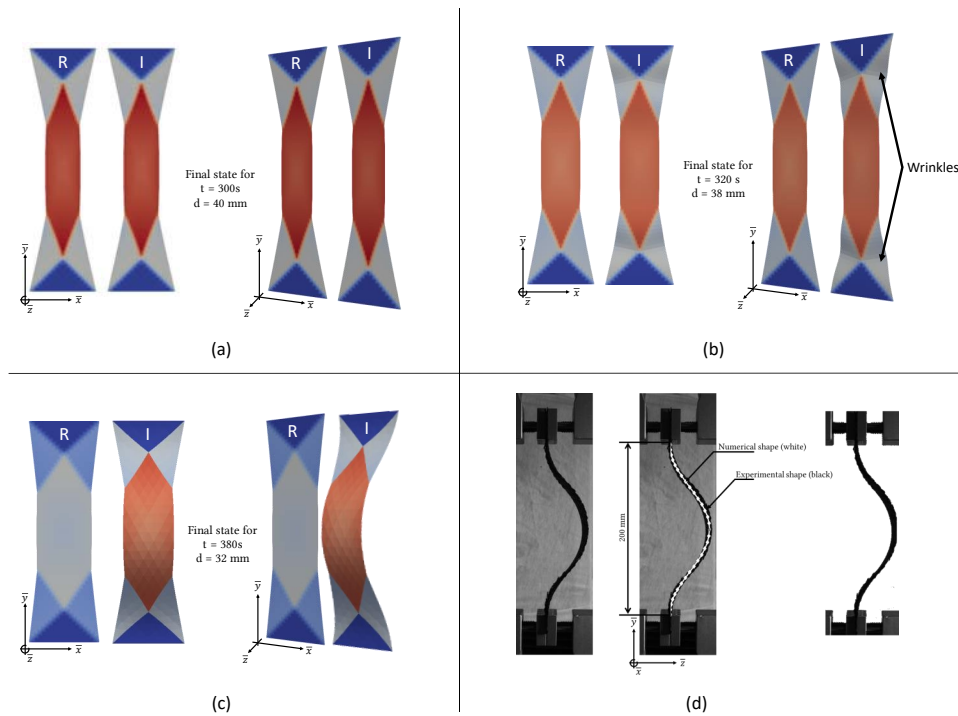 R
I
R
I
Final state for
t = 300s
d = 40 mm
y
x
z
y
x
z
(a)
R
I
R
I
Final state for
t = 320 s
d = 38 mm
Wrinkles
y
x
z
y
x
z
(b)
R
I
R
I
Final state for
t = 380s
d = 32 mm
y
x
z
y
x
z
(c)
Numerical shape (white)
Experimental shape (black)
200 mm
y
z
x
(d)